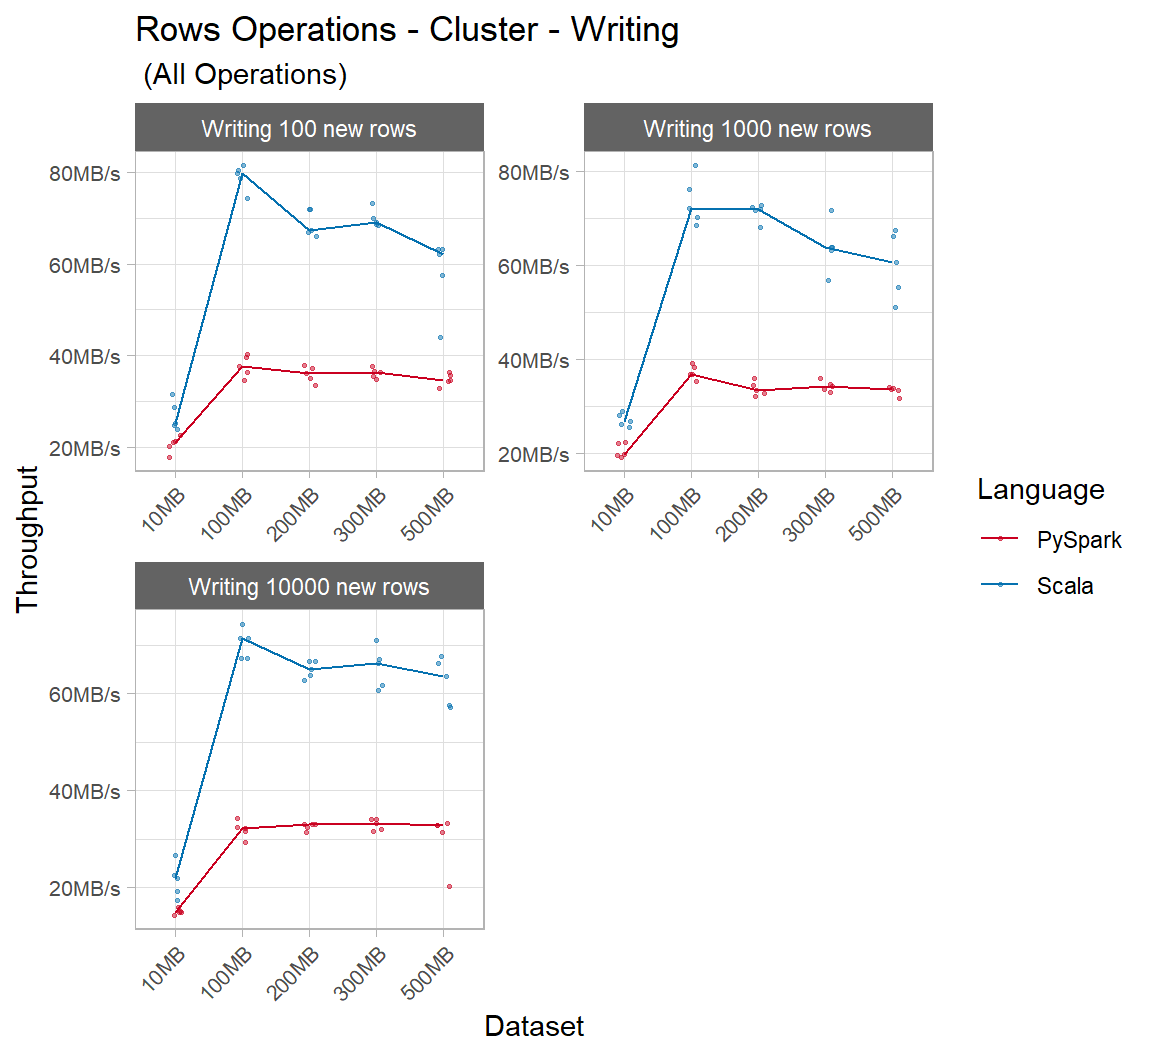 Rows Operations - Cluster - Writing
(All Operations)
Writing 100 new rows
80MB/s
60MB/s
40MB/s
20MB/s
10MB
100MB
200MB
300MB
500MB
Writing 1000 new rows
80MB/s
60MB/s
40MB/s
20MB/s
10MB
100MB
200MB
300MB
500MB
Writing 10000 new rows
60MB/s
40MB/s
20MB/s
10MB
100MB
200MB
300MB
500MB
Throughput
Dataset
Language
PySpark
Scala